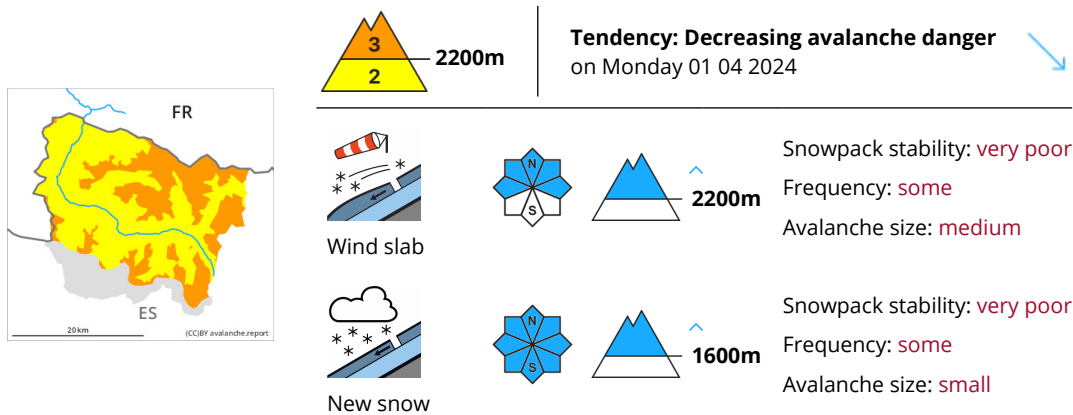 3
2200m
2
Tendency: Decreasing avalanche danger
on Monday 01 04 2024
FR
ES
20 km
(CC)BY avalanche.report
Wind slab
N
S
2200m
Snowpack stability: very poor
Frequency: some
Avalanche size: medium
New snow
N
S
1600m
Snowpack stability: very poor
Frequency: some
Avalanche size: small